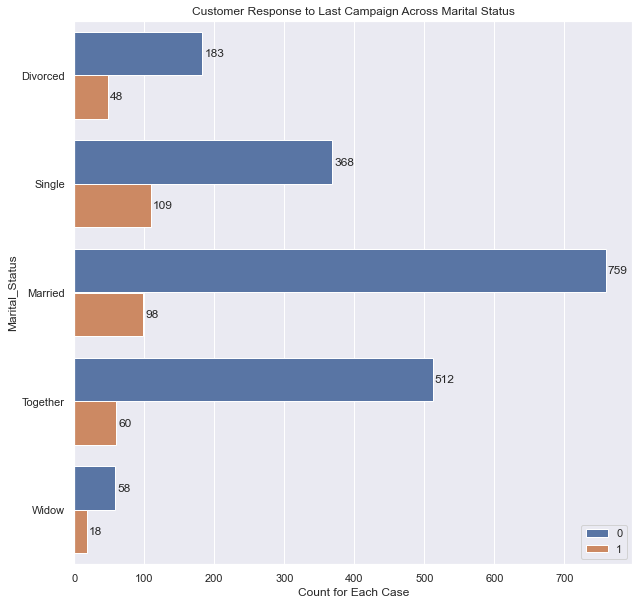 Customer Response to Last Campaign Across Marital Status
Marital_Status
Divorced
183
48
Single
368
109
Married
759
98
Together
512
60
Widow
58
18
0
1
0 100 200 300 400 500 600 700
Count for Each Case